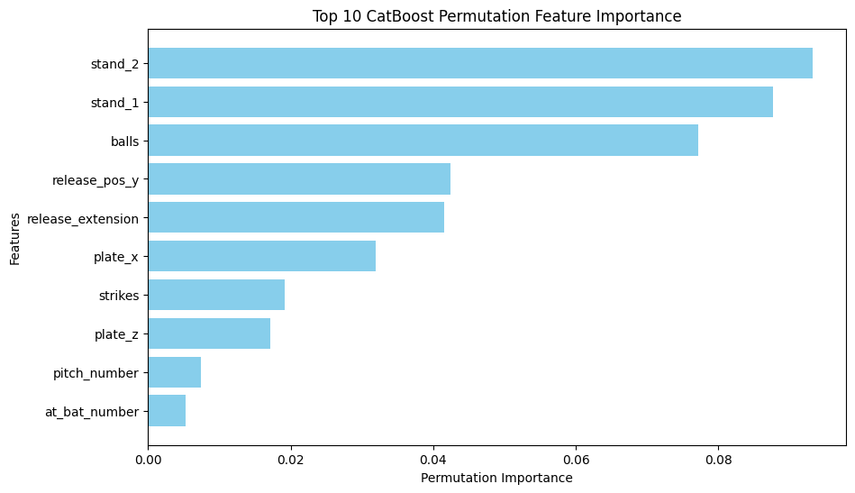 Top 10 CatBoost Permutation Feature Importance
Features
stand_2
stand_1
balls
release_pos_y
release_extension
plate_x
strikes
plate_z
pitch_number
at_bat_number
0.00 0.02 0.04 0.06 0.08
Permutation Importance